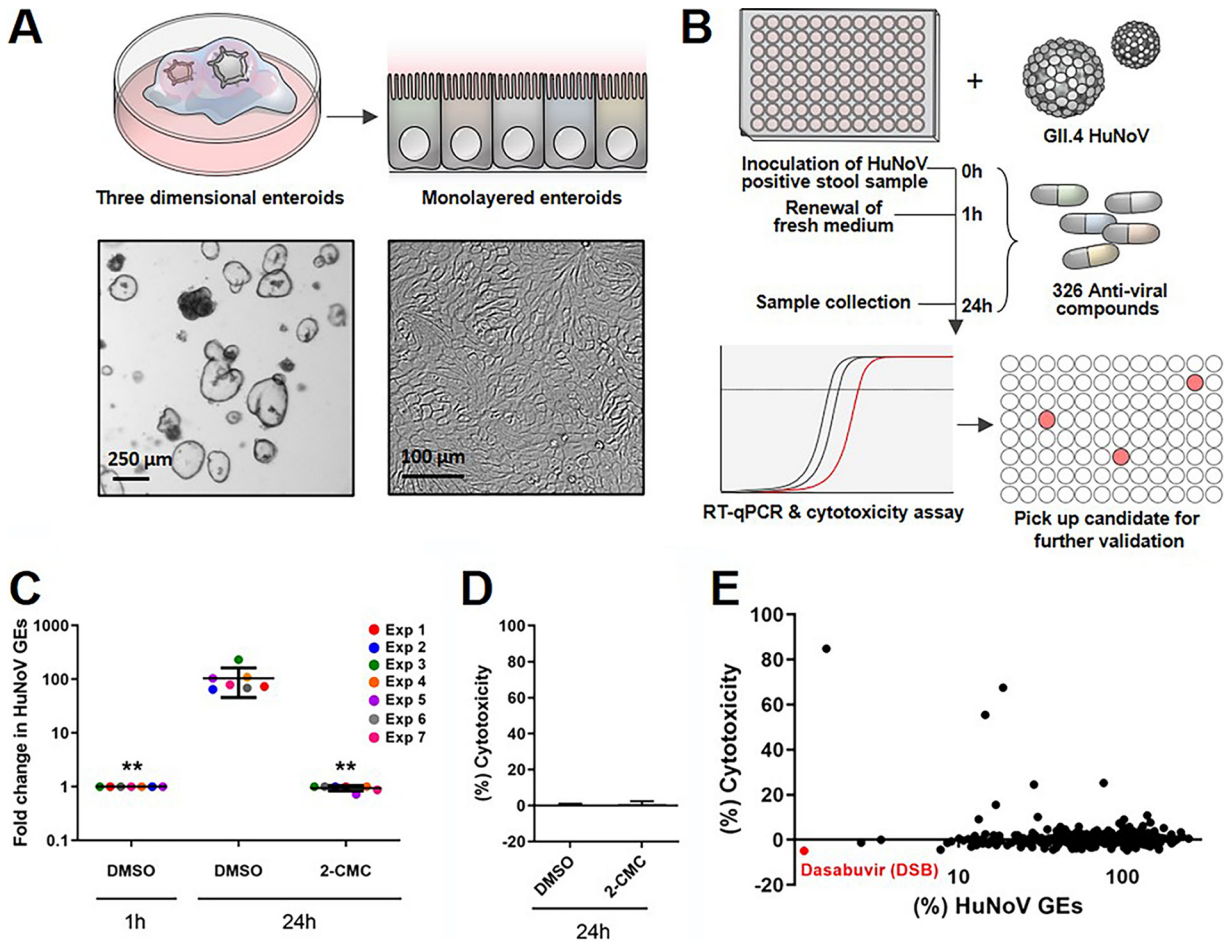 A
Three dimensional enteroids
Monolayered enteroids
250 µm
100 µm
B
+
GII.4 HuNoV
Inoculation of HuNoV
positive stool sample
0h
Renewal of
fresh medium
1h
Sample collection
24h
326 Anti-viral
compounds
RT-qPCR & cytotoxicity assay
Pick up candidate for
further validation
C
Fold change in HuNoV GEs
1000
100
10
1
0.1
**
**
Exp 1
Exp 2
Exp 3
Exp 4
Exp 5
Exp 6
Exp 7
DMSO
DMSO
2-CMC
1h
24h
D
(%) Cytotoxicity
100
80
60
40
20
0
-20
DMSO
2-CMC
24h
E
(%) Cytotoxicity
100
80
60
40
20
0
-20
Dasabuvir (DSB)
10
100
(%) HuNoV GEs